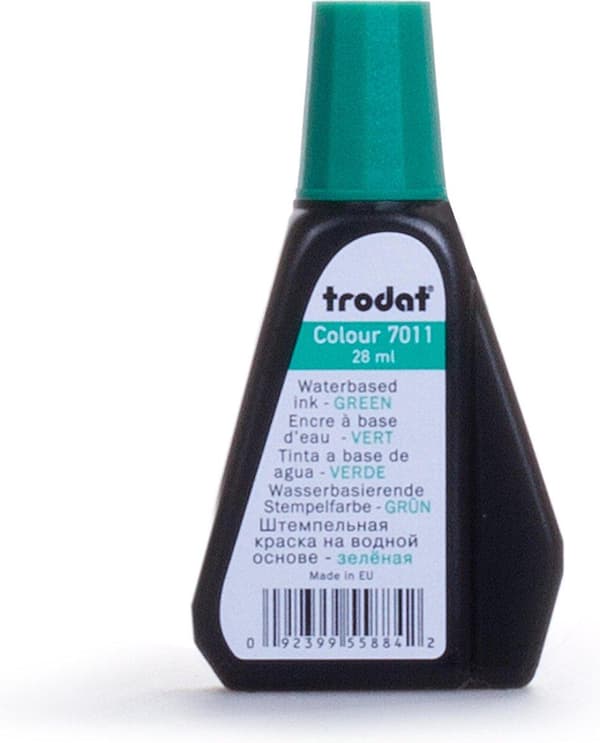 trodat®
Colour 7011
28 ml
Waterbased
ink - GREEN
Encre à base
d'eau - VERT
Tinta a base de
agua - VERDE
Wasserbasierende
Stempelfarbe - GRÜN
Штемпельная
краска на водной
основе - зелёная
Made in EU
0 92399 55884 2